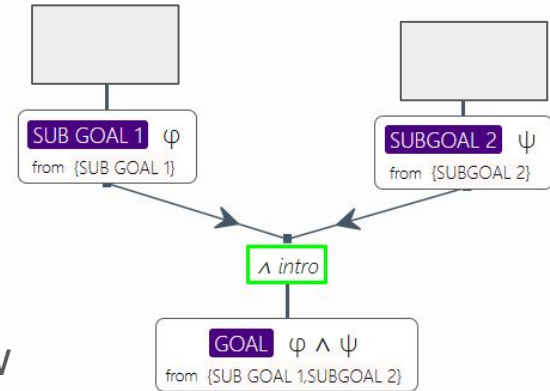 SUB GOAL 1 φ
from {SUB GOAL 1}
SUBGOAL 2 ψ
from {SUBGOAL 2}
∧ intro
GOAL φ ∧ ψ
from {SUB GOAL 1,SUBGOAL 2}